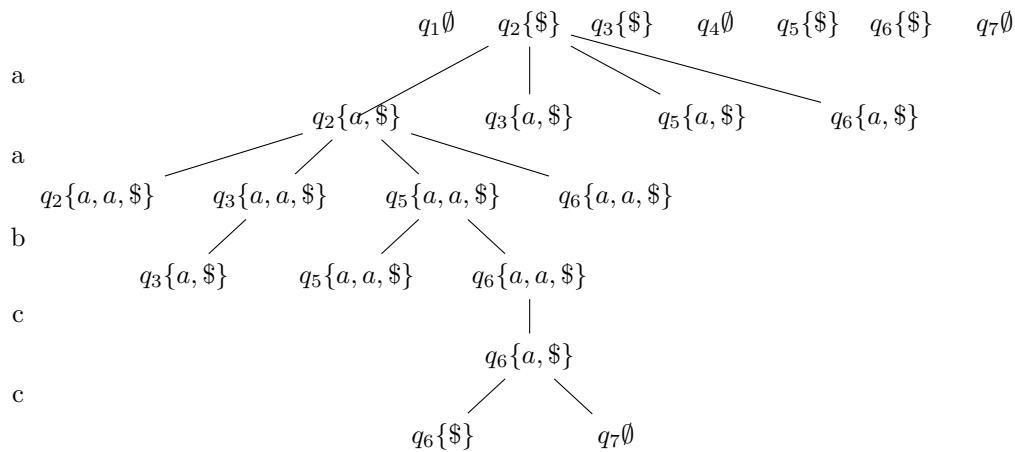 q₁∅ q₂{$} q₃{$} q₄∅ q₅{$} q₆{$} q₇∅
a
q₂{a, $} q₃{a, $} q₅{a, $} q₆{a, $}
a
q₂{a, a, $} q₃{a, a, $} q₅{a, a, $} q₆{a, a, $}
b
q₃{a, $} q₅{a, a, $} q₆{a, a, $}
c
q₆{a, $}
c
q₆{$} q₇∅